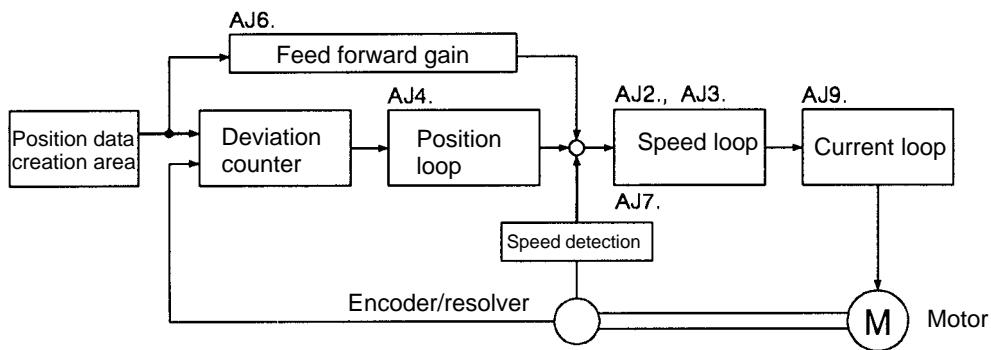 AJ6.
Feed forward gain
Position data
creation area
Deviation
counter
AJ4.
Position
loop
AJ2., AJ3.
Speed loop
AJ9.
Current loop
AJ7.
Speed detection
Encoder/resolver
M
Motor